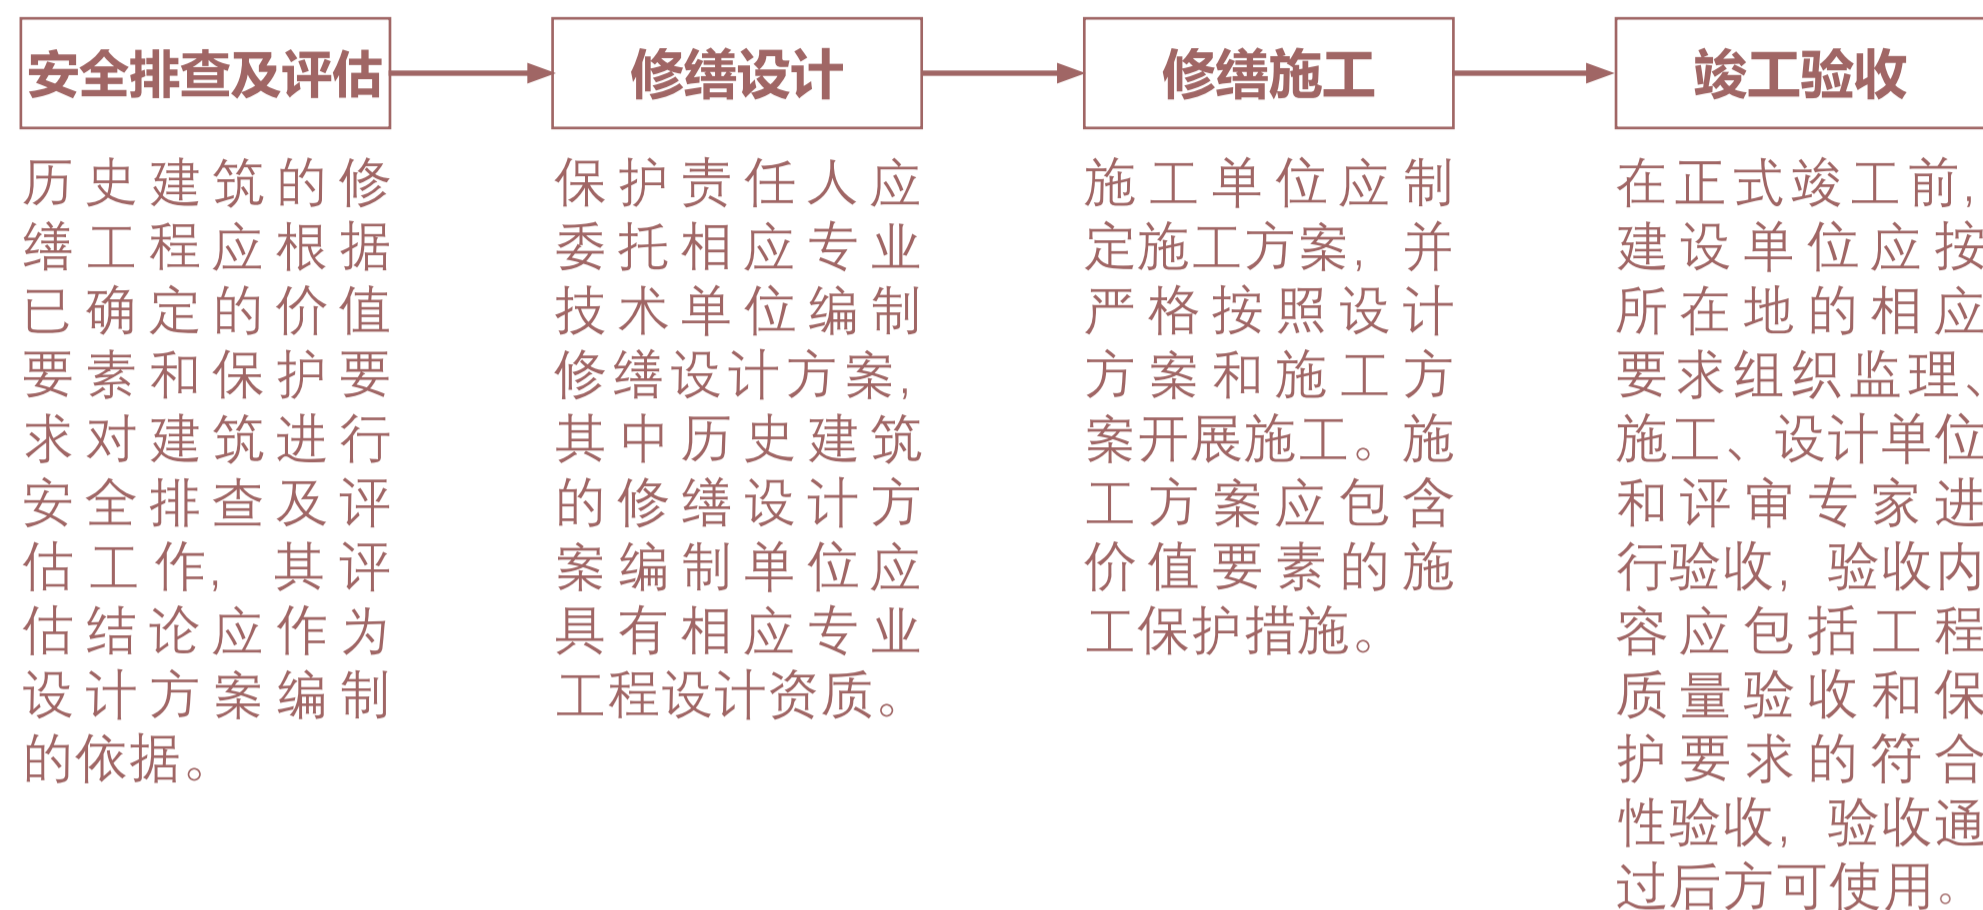 安全排查及评估
历史建筑的修
缮工程应根据
已确定的价值
要素和保护要
求对建筑进行
安全排查及评
估工作，其评
估结论应作为
设计方案编制
的依据。
修缮设计
保护责任人应
委托相应专业
技术单位编制
修缮设计方案，
其中历史建筑
的修缮设计方
案编制单位应
具有相应专业
工程设计资质。
修缮施工
施工单位应制
定施工方案，并
严格按照设计
方案和施工方
案开展施工。施
工方案应包含
价值要素的施
工保护措施。
竣工验收
在正式竣工前，
建设单位应按
所在地的相应
要求组织监理、
施工、设计单位
和评审专家进
行验收，验收内
容应包括工程
质量验收和保
护要求的符合
性验收，验收通
过后方可使用。